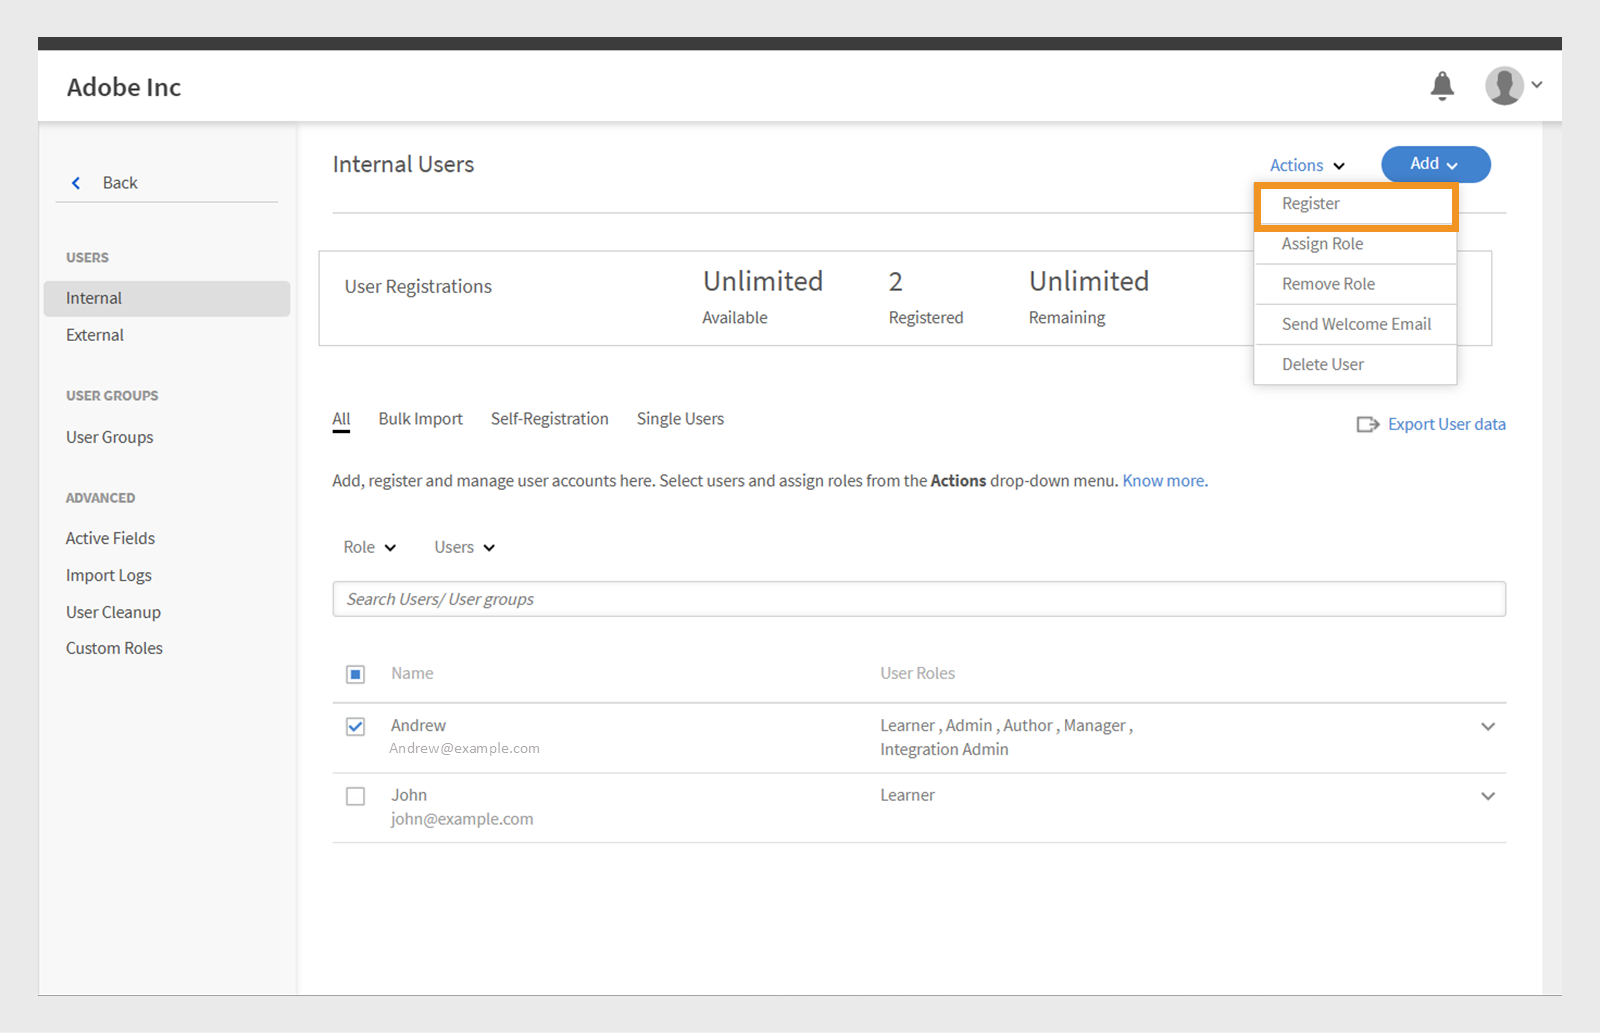 Adobe Inc
Back
USERS
Internal
External
USER GROUPS
User Groups
ADVANCED
Active Fields
Import Logs
User Cleanup
Custom Roles
Internal Users
Actions
Add
Register
Assign Role
Remove Role
Send Welcome Email
Delete User
User Registrations
Unlimited
Available
2
Registered
Unlimited
Remaining
All Bulk Import Self-Registration Single Users
Export User data
Add, register and manage user accounts here. Select users and assign roles from the Actions drop-down menu. Know more.
Role Users
Search Users/ User groups
Name User Roles
Andrew
Andrew@example.com
Learner , Admin , Author , Manager ,
Integration Admin
John
john@example.com
Learner